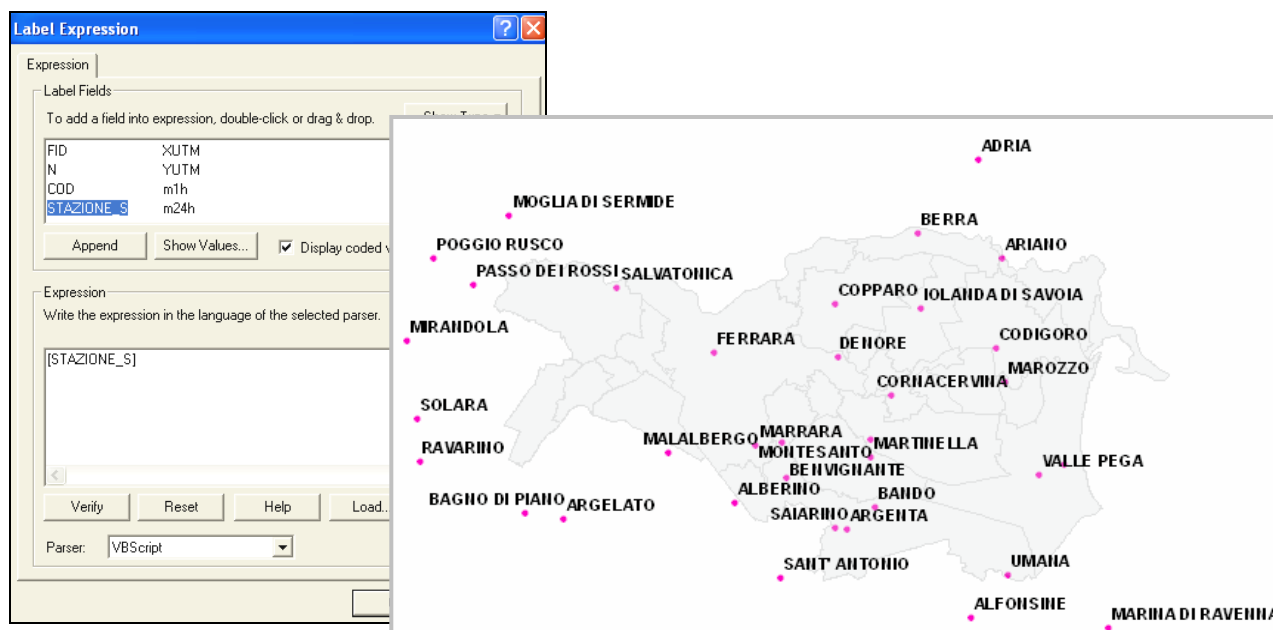 Label Expression
Expression
Label Fields
To add a field into expression, double-click or drag & drop.
FID XUTM
N YUTM
COD m1h
STAZIONE_S m24h
Append Show Values... Display coded
Expression
Write the expression in the language of the selected parser.
[STAZIONE_S]
Verify Reset Help Load..
Parser: VBScript
ADRIA
MOGLIA DI SERMIDE
BERRA
POGGIO RUSCO
ARIANO
PASSO DEI ROSSI
SALVATONICA
COPPARO
IOLANDA DI SAVOIA
MIRANDOLA
FERRARA
DENORE
CODIGORO
MAROZZO
CORNACERVINA
SOLARA
MARRARA
MALALBERGO
MARTINELLA
RAVARINO
MONTESANTO
VALLE PEGA
BENVIGNANTE
ALBERINO
BANDO
BAGNO DI PIANO
ARGELATO
SAIARINO
ARGENTA
SANT' ANTONIO
UMANA
ALFONSINE
MARINA DI RAVENNA